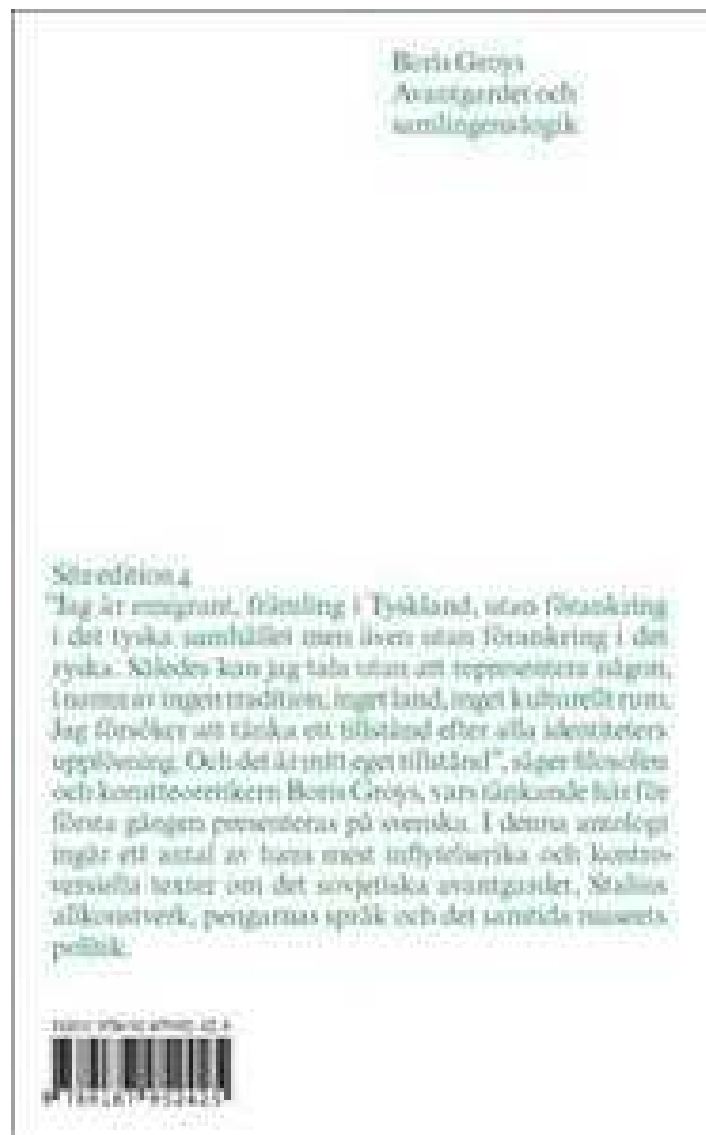 Boris Groys
Avantgardet och
samlingens logik
Site edition 4
"Jag är emigrant, främling i Tyskland, utan förankring
i det tyska samhället men även utan förankring i det
ryska. Således kan jag tala utan att representera någon,
i namn av ingen tradition, inget land, inget kulturellt rum.
Jag försöker att tänka ett tillstånd efter alla identiteters
upplösning. Och det är mitt eget tillstånd", säger filosofen
och konstteoretikern Boris Groys, vars tänkande här för
första gången presenteras på svenska. I denna antologi
ingår ett antal av hans mest inflytelserika och kontro-
versiella texter om det sovjetiska avantgardet, Stalins
allkonstverk, pengarnas språk och det samtida museets
politik.
ISBN